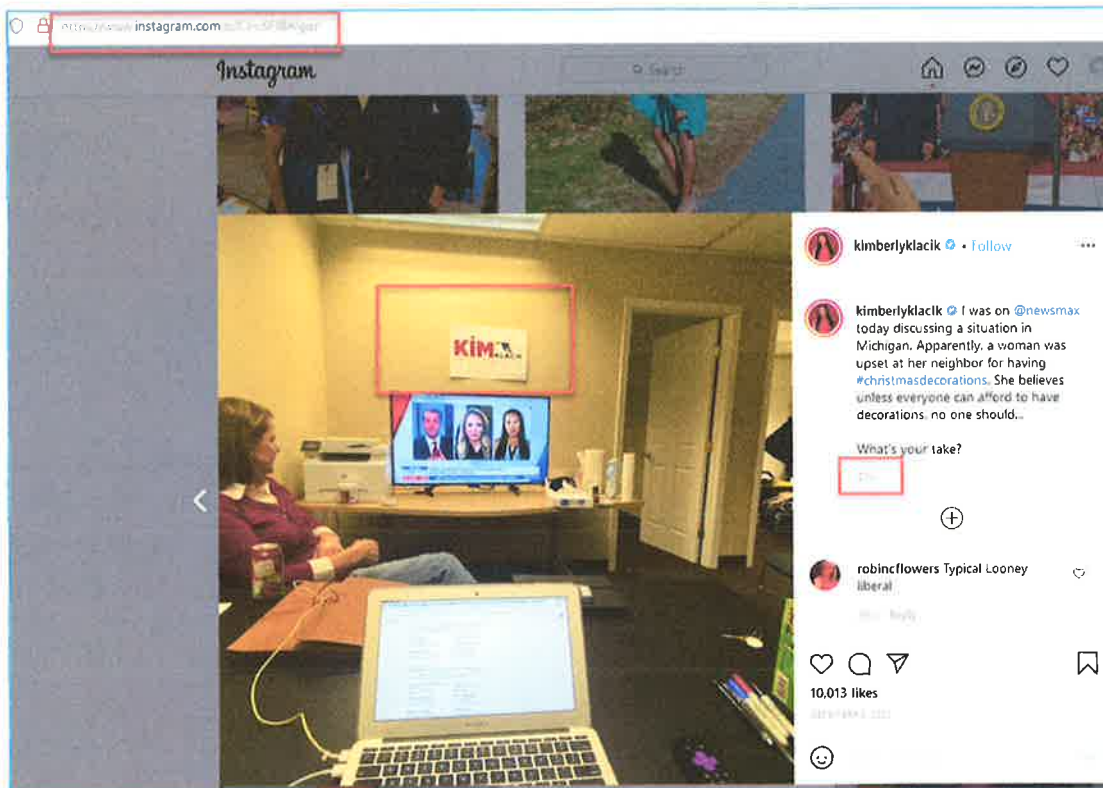 instagram.com
Instagram
Search
kimberlyklacik • Follow
kimberlyklacik I was on @newsmax
today discussing a situation in
Michigan. Apparently, a woman was
upset at her neighbor for having
#christmasdecorations. She believes
unless everyone can afford to have
decorations, no one should...
What's your take?
KIM
KLACIK
robincflowers Typical Looney
liberal
Reply
10,013 likes